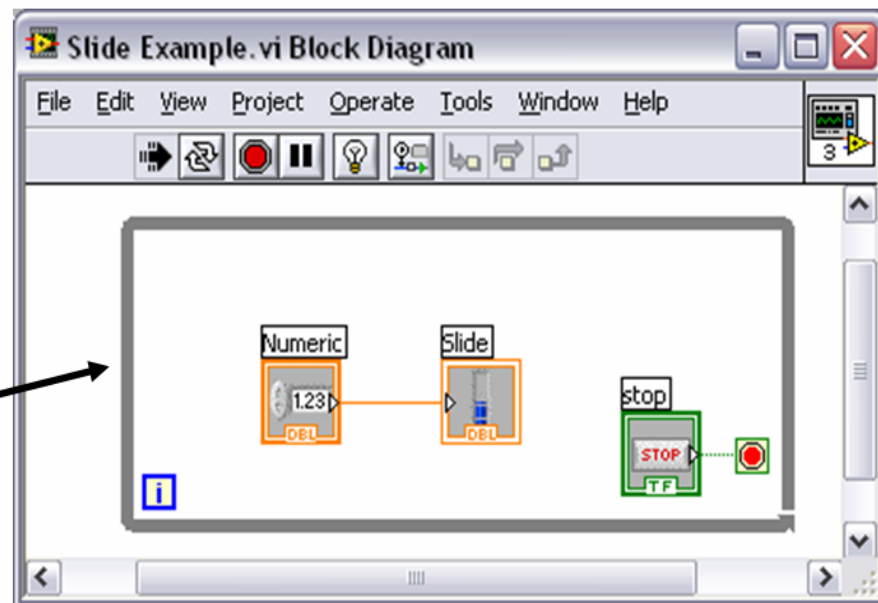 Slide Example.vi Block Diagram
File Edit View Project Operate Tools Window Help
3
Numeric
Slide
1.23
DBL
DBL
stop
STOP
TF
i